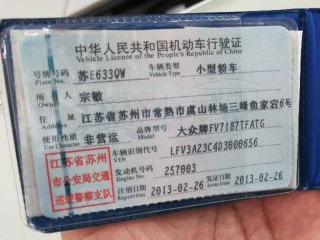 中华人民共和国机动车行驶证
Vehicle License of the People's Republic of China
号牌号码 苏E633QW 车辆类型 小型轿车
Plate No. Vehicle Type
所有人 宗敏
Owner
住址 江苏省苏州市常熟市虞山林场三峰鱼家宕6号
Address
使用性质 非营运 品牌型号 大众牌FV7187TFATG
Use Character Model
江苏省苏州 车辆识别代号 LFV3A23C4D3000656
VIN
市公安局交通 发动机号码 257003
Engine No.
巡逻警察支队 注册日期 2013-02-26 发证日期 2013-02-26
Register Date Issue Date